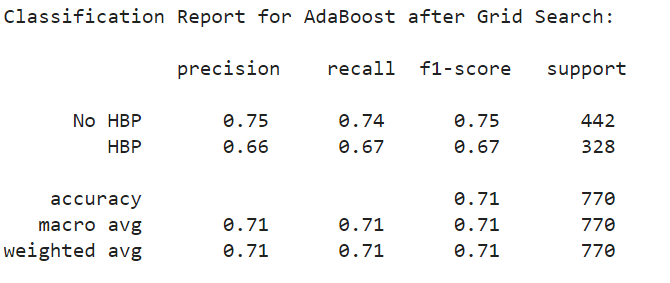 Classification Report for AdaBoost after Grid Search:
precision recall f1-score support
No HBP 0.75 0.74 0.75 442
HBP 0.66 0.67 0.67 328
accuracy 0.71 770
macro avg 0.71 0.71 0.71 770
weighted avg 0.71 0.71 0.71 770